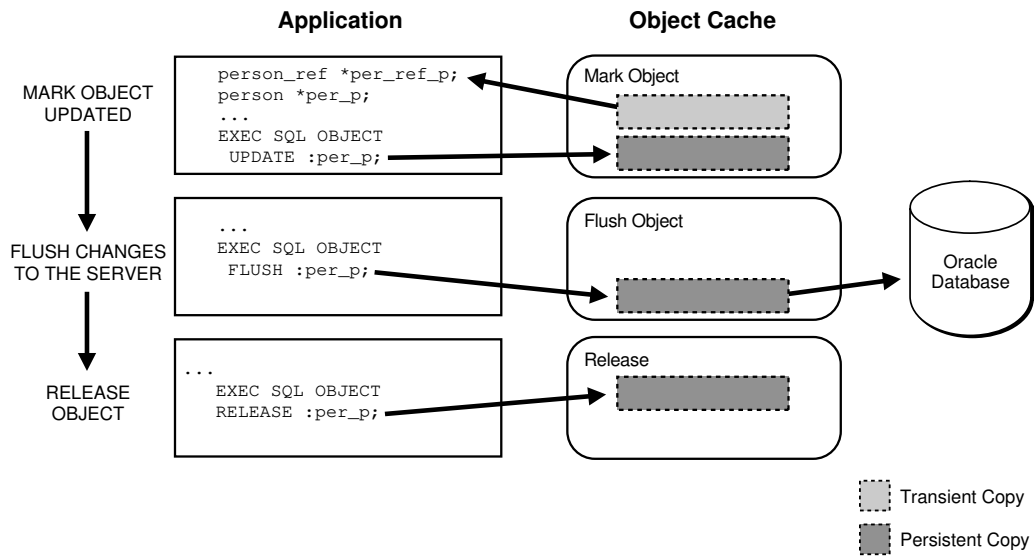 Application
Object Cache
MARK OBJECT
UPDATED
person_ref *per_ref_p;
person *per_p;
...
EXEC SQL OBJECT
UPDATE :per_p;
Mark Object
FLUSH CHANGES
TO THE SERVER
...
EXEC SQL OBJECT
FLUSH :per_p;
Flush Object
Oracle
Database
RELEASE
OBJECT
...
EXEC SQL OBJECT
RELEASE :per_p;
Release
Transient Copy
Persistent Copy